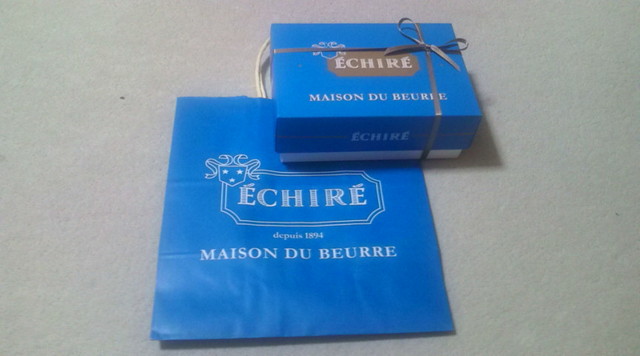 ÉCHIRÉ
MAISON DU BEURRE
ÉCHIRÉ
ÉCHIRÉ
depuis 1894
MAISON DU BEURRE